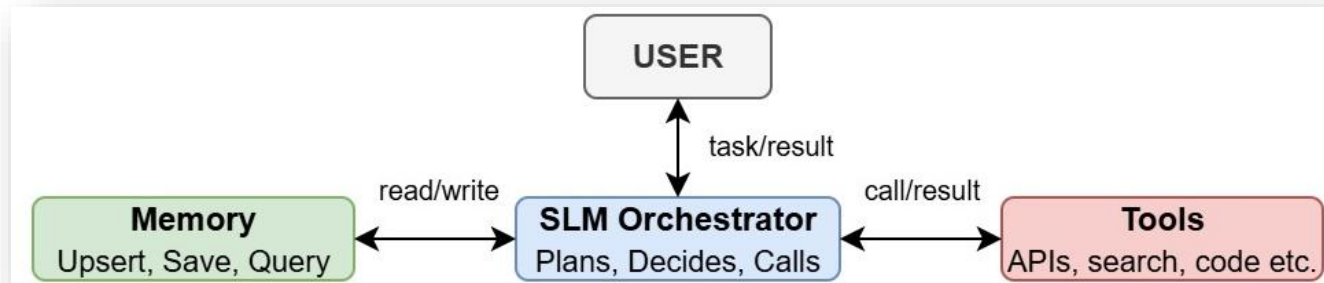 USER
task/result
read/write
call/result
Memory
Upsert, Save, Query
SLM Orchestrator
Plans, Decides, Calls
Tools
APIs, search, code etc.